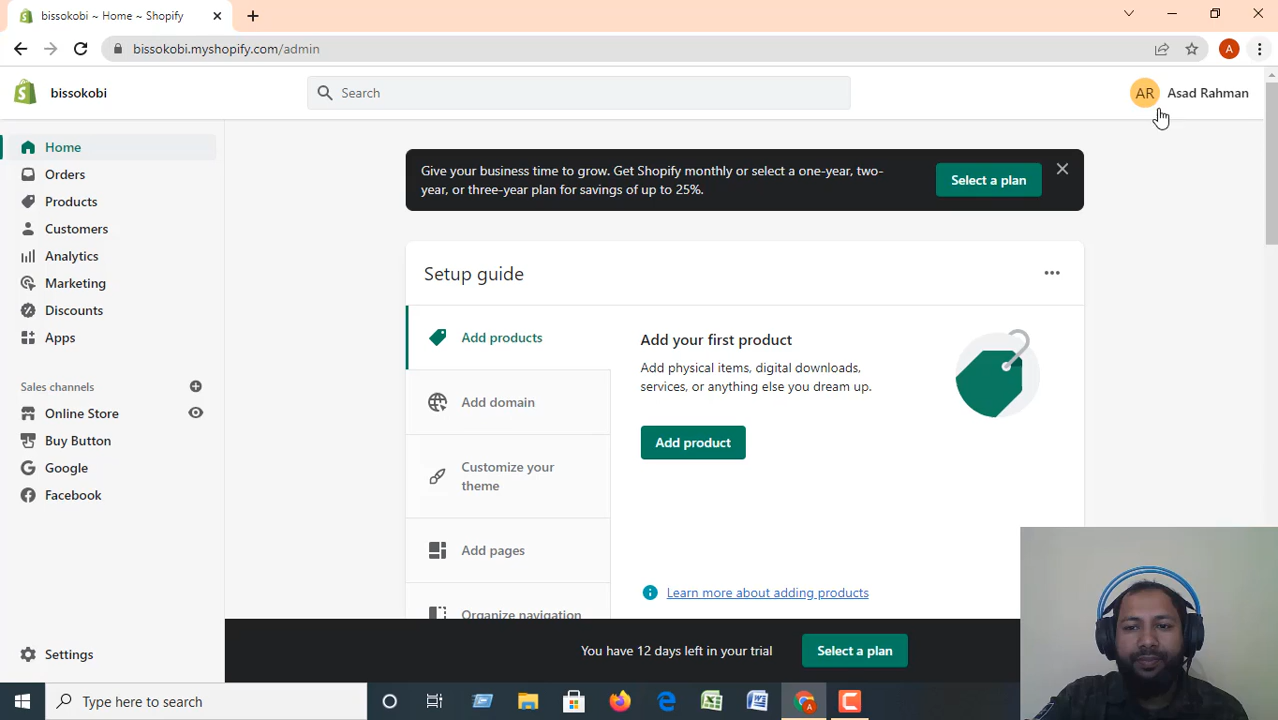 bissokobi ~ Home ~ Shopify
bissokobi.myshopify.com/admin
A
bissokobi
Search
AR
Asad Rahman
Home
Orders
Products
Customers
Analytics
Marketing
Discounts
Apps
Sales channels
Online Store
Buy Button
Google
Facebook
Settings
Give your business time to grow. Get Shopify monthly or select a one-year, two-
year, or three-year plan for savings of up to 25%.
Select a plan
Setup guide
Add products
Add domain
Customize your
theme
Add pages
Organize navigation
Add your first product
Add physical items, digital downloads,
services, or anything else you dream up.
Add product
Learn more about adding products
You have 12 days left in your trial
Select a plan
Type here to search